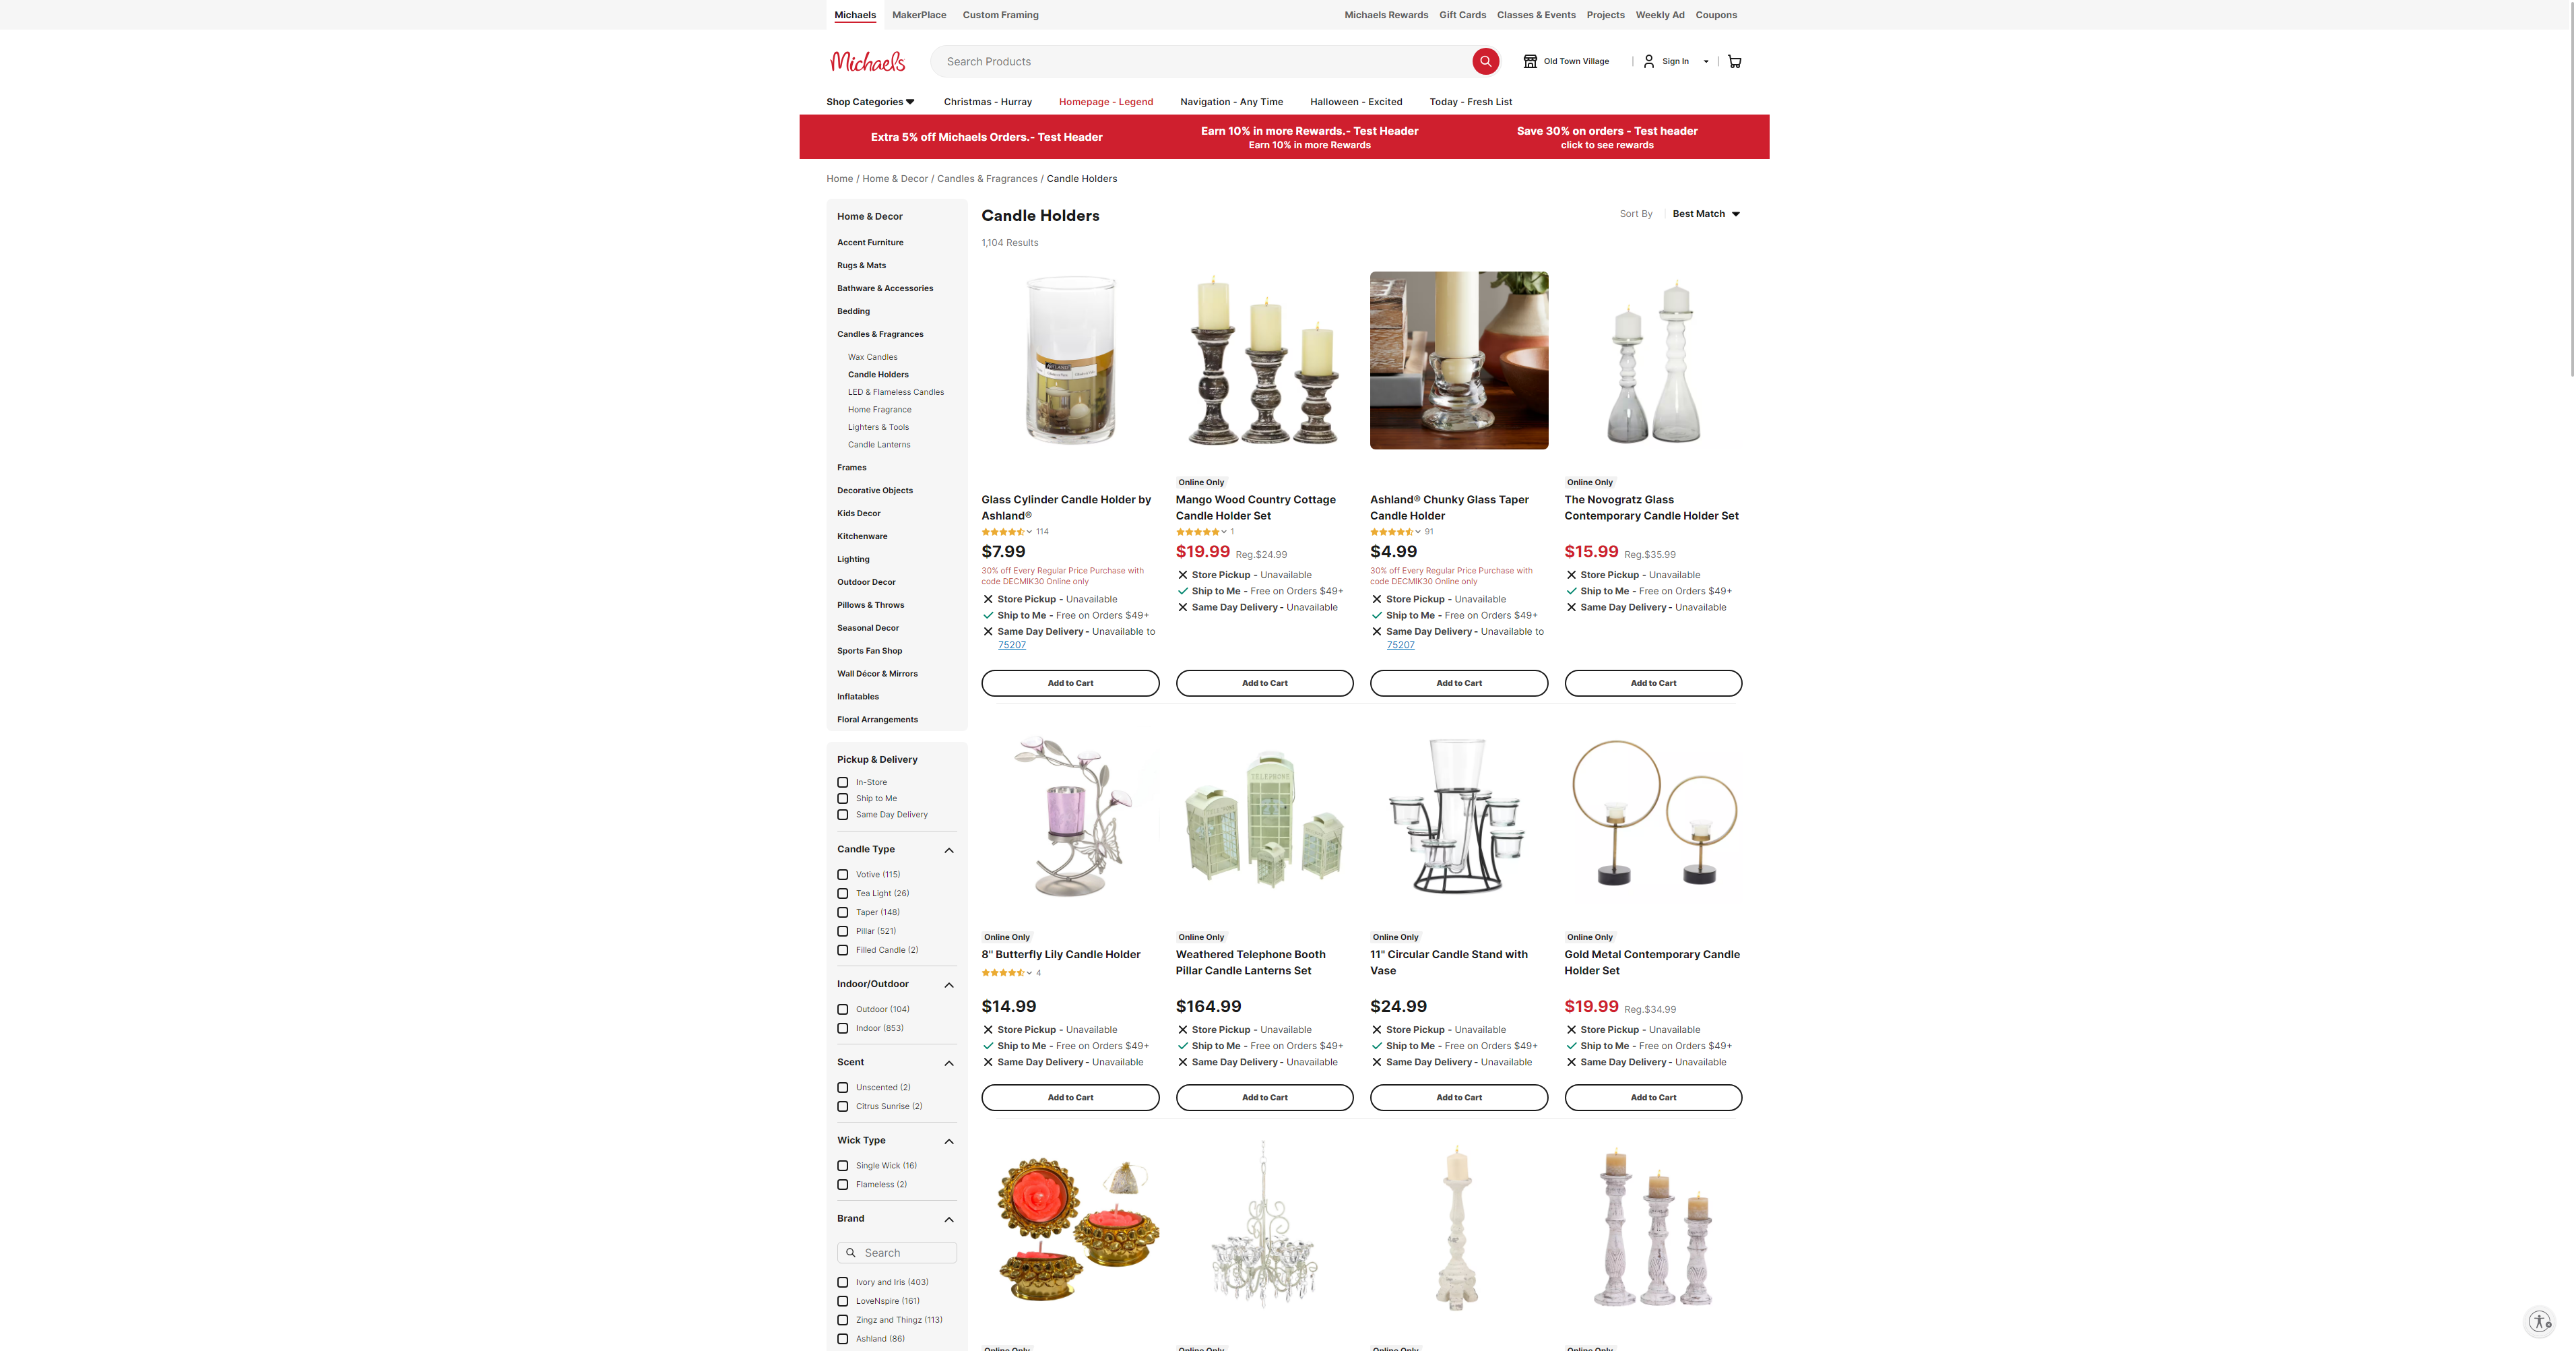 Michaels
MakerPlace
Custom Framing
Michaels Rewards
Gift Cards
Classes & Events
Projects
Weekly Ad
Coupons
Michaels
Search Products
Old Town Village
Sign In
Shop Categories
Christmas - Hurray
Homepage - Legend
Navigation - Any Time
Halloween - Excited
Today - Fresh List
Extra 5% off Michaels Orders.- Test Header
Earn 10% in more Rewards.- Test Header
Earn 10% in more Rewards
Save 30% on orders - Test header
click to see rewards
Home / Home & Decor / Candles & Fragrances / Candle Holders
Home & Decor
Accent Furniture
Rugs & Mats
Bathware & Accessories
Bedding
Candles & Fragrances
Wax Candles
Candle Holders
LED & Flameless Candles
Home Fragrance
Lighters & Tools
Candle Lanterns
Frames
Decorative Objects
Kids Decor
Kitchenware
Lighting
Outdoor Decor
Pillows & Throws
Seasonal Decor
Sports Fan Shop
Wall Décor & Mirrors
Inflatables
Floral Arrangements
Pickup & Delivery
In-Store
Ship to Me
Same Day Delivery
Candle Type
Votive (115)
Tea Light (26)
Taper (148)
Pillar (521)
Filled Candle (2)
Indoor/Outdoor
Outdoor (104)
Indoor (853)
Scent
Unscented (2)
Citrus Sunrise (2)
Wick Type
Single Wick (16)
Flameless (2)
Brand
Search
Ivory and Iris (403)
LoveNspire (161)
Zingz and Thingz (113)
Ashland (86)
Candle Holders
Sort By
Best Match
1,104 Results
ASHLAND
Glass Cylinder Candle Holder by
Ashland®
114
$7.99
30% off Every Regular Price Purchase with
code DECMIK30 Online only
Store Pickup - Unavailable
Ship to Me - Free on Orders $49+
Same Day Delivery - Unavailable to
75207
Add to Cart
Online Only
Mango Wood Country Cottage
Candle Holder Set
1
$19.99 Reg.$24.99
Store Pickup - Unavailable
Ship to Me - Free on Orders $49+
Same Day Delivery - Unavailable
Add to Cart
Ashland® Chunky Glass Taper
Candle Holder
91
$4.99
30% off Every Regular Price Purchase with
code DECMIK30 Online only
Store Pickup - Unavailable
Ship to Me - Free on Orders $49+
Same Day Delivery - Unavailable to
75207
Add to Cart
Online Only
The Novogratz Glass
Contemporary Candle Holder Set
$15.99 Reg.$35.99
Store Pickup - Unavailable
Ship to Me - Free on Orders $49+
Same Day Delivery - Unavailable
Add to Cart
Online Only
8" Butterfly Lily Candle Holder
4
$14.99
Store Pickup - Unavailable
Ship to Me - Free on Orders $49+
Same Day Delivery - Unavailable
Add to Cart
TELEPHONE
Online Only
Weathered Telephone Booth
Pillar Candle Lanterns Set
$164.99
Store Pickup - Unavailable
Ship to Me - Free on Orders $49+
Same Day Delivery - Unavailable
Add to Cart
Online Only
11" Circular Candle Stand with
Vase
$24.99
Store Pickup - Unavailable
Ship to Me - Free on Orders $49+
Same Day Delivery - Unavailable
Add to Cart
Online Only
Gold Metal Contemporary Candle
Holder Set
$19.99 Reg.$34.99
Store Pickup - Unavailable
Ship to Me - Free on Orders $49+
Same Day Delivery - Unavailable
Add to Cart
Online Only
Online Only
Online Only
Online Only